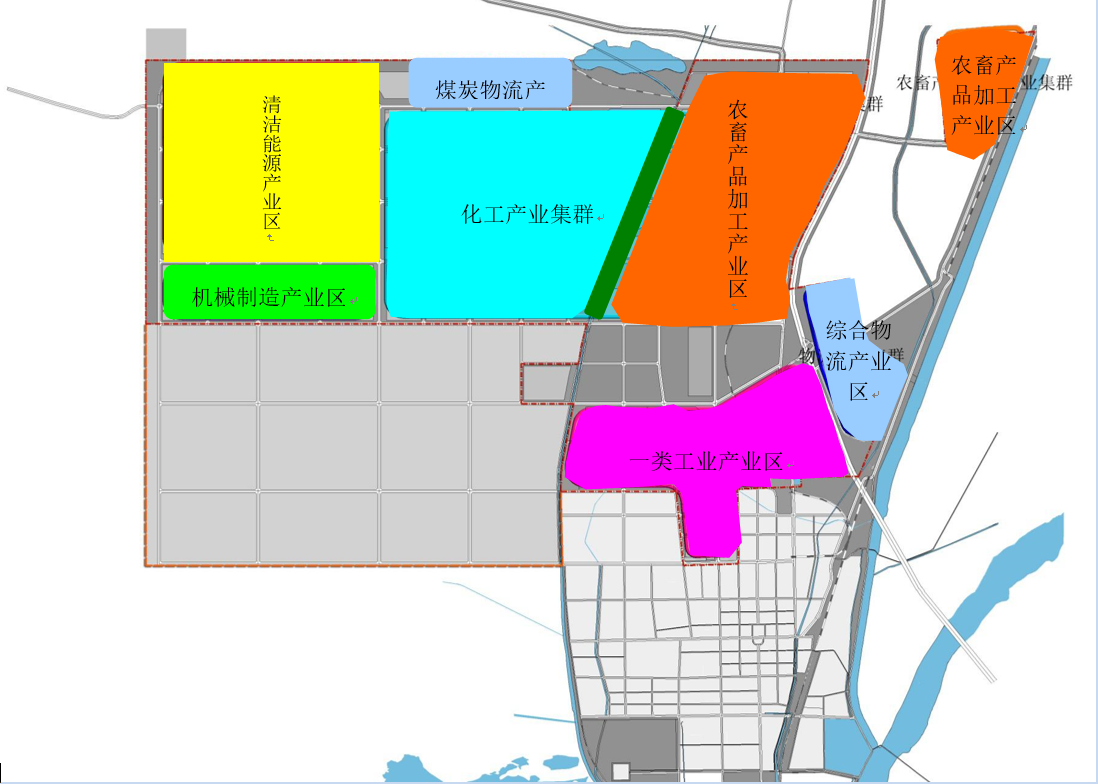 清洁能源产业区
煤炭物流产
农畜产品加工产业区
农畜产
业集群
农畜产
品加工
产业区
群
化工产业集群
机械制造产业区
综合物
流产业
区
物
群
一类工业产业区